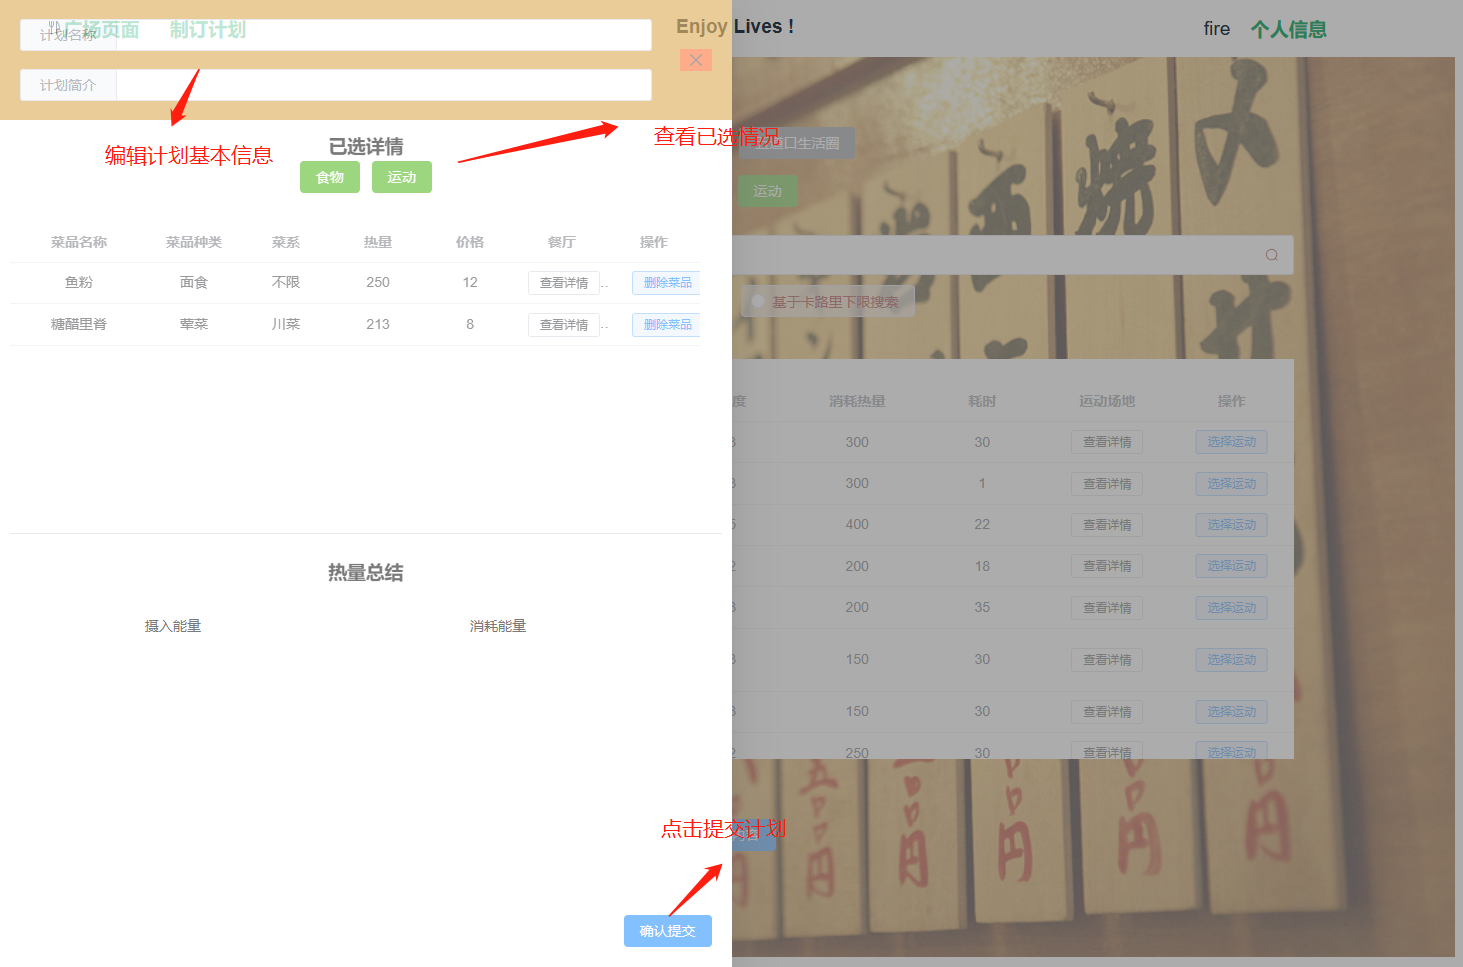 广场页面 制订计划 Enjoy Lives ! fire 个人信息
计划名称
计划简介
编辑计划基本信息
查看已选情况
道口生活圈
已选详情
食物 运动
运动
菜品名称 菜品种类 菜系 热量 价格 餐厅 操作
鱼粉 面食 不限 250 12 查看详情 .. 删除菜品
糖醋里脊 荤菜 川菜 213 8 查看详情 .. 删除菜品
基于卡路里下限搜索
度 消耗热量 耗时 运动场地 操作
3 300 30 查看详情 选择运动
3 300 1 查看详情 选择运动
5 400 22 查看详情 选择运动
2 200 18 查看详情 选择运动
3 200 35 查看详情 选择运动
3 150 30 查看详情 选择运动
3 150 30 查看详情 选择运动
2 250 30 查看详情 选择运动
热量总结
摄入能量 消耗能量
点击提交计划
确认提交